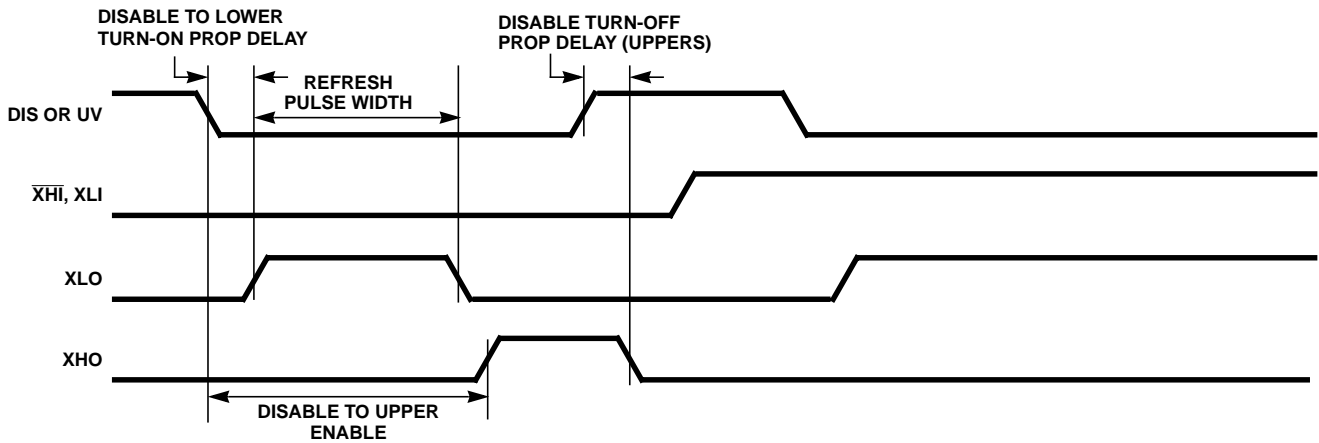 DISABLE TO LOWER
TURN-ON PROP DELAY
DISABLE TURN-OFF
PROP DELAY (UPPERS)
REFRESH
PULSE WIDTH
DIS OR UV
X̅H̅I̅, XLI
XLO
XHO
DISABLE TO UPPER
ENABLE